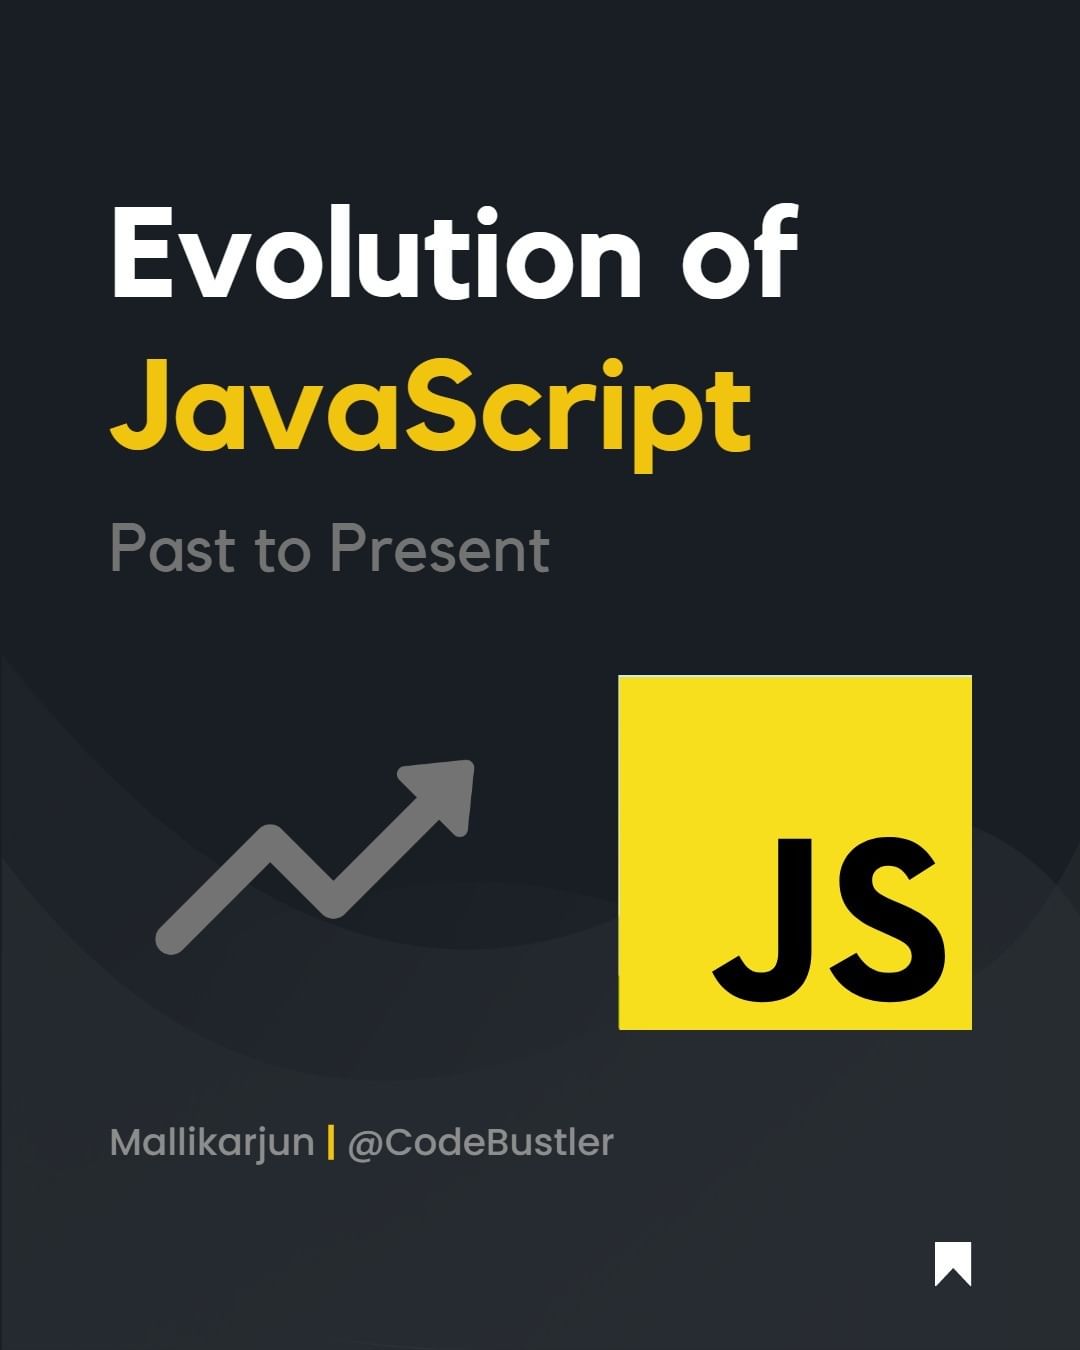 Evolution of
JavaScript
Past to Present
JS
Mallikarjun | @CodeBustler